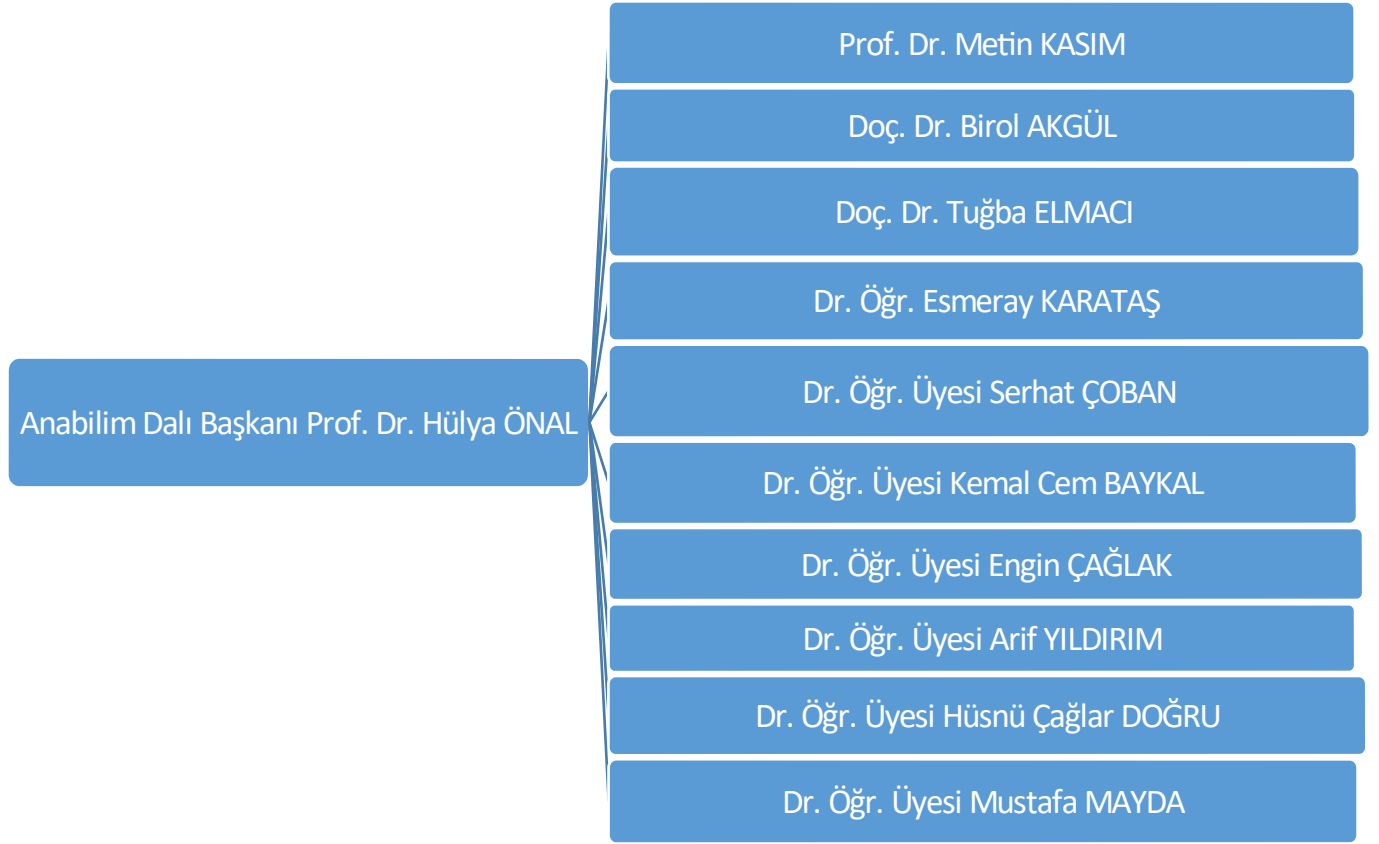 Prof. Dr. Metin KASIM
Doç. Dr. Birol AKGÜL
Doç. Dr. Tuğba ELMACI
Dr. Öğr. Esmeray KARATAŞ
Dr. Öğr. Üyesi Serhat ÇOBAN
Anabilim Dalı Başkanı Prof. Dr. Hülya ÖNAL
Dr. Öğr. Üyesi Kemal Cem BAYKAL
Dr. Öğr. Üyesi Engin ÇAĞLAK
Dr. Öğr. Üyesi Arif YILDIRIM
Dr. Öğr. Üyesi Hüsnü Çağlar DOĞRU
Dr. Öğr. Üyesi Mustafa MAYDA